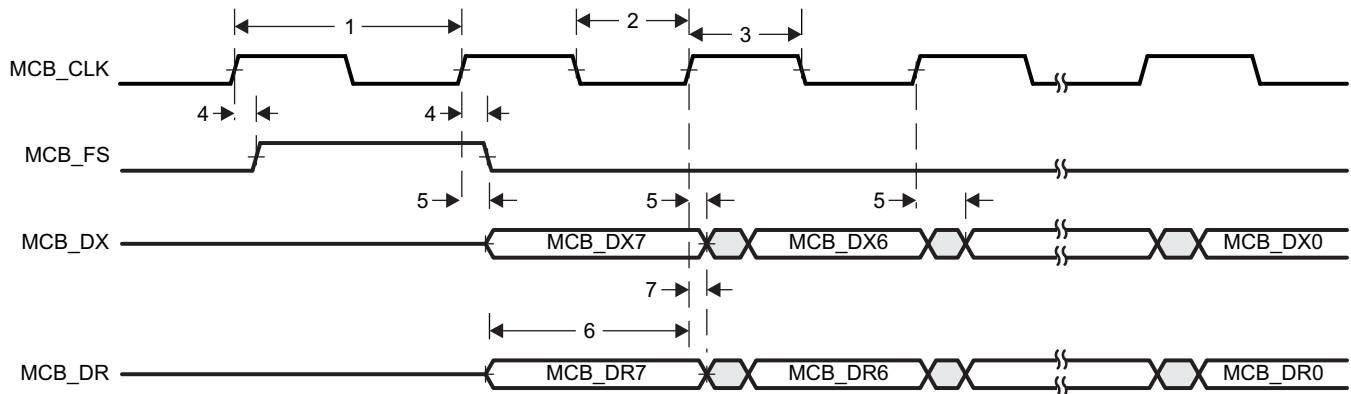 1
2
3
MCB_CLK
4
4
MCB_FS
5
5
5
MCB_DX
MCB_DX7
MCB_DX6
MCB_DX0
7
6
MCB_DR
MCB_DR7
MCB_DR6
MCB_DR0